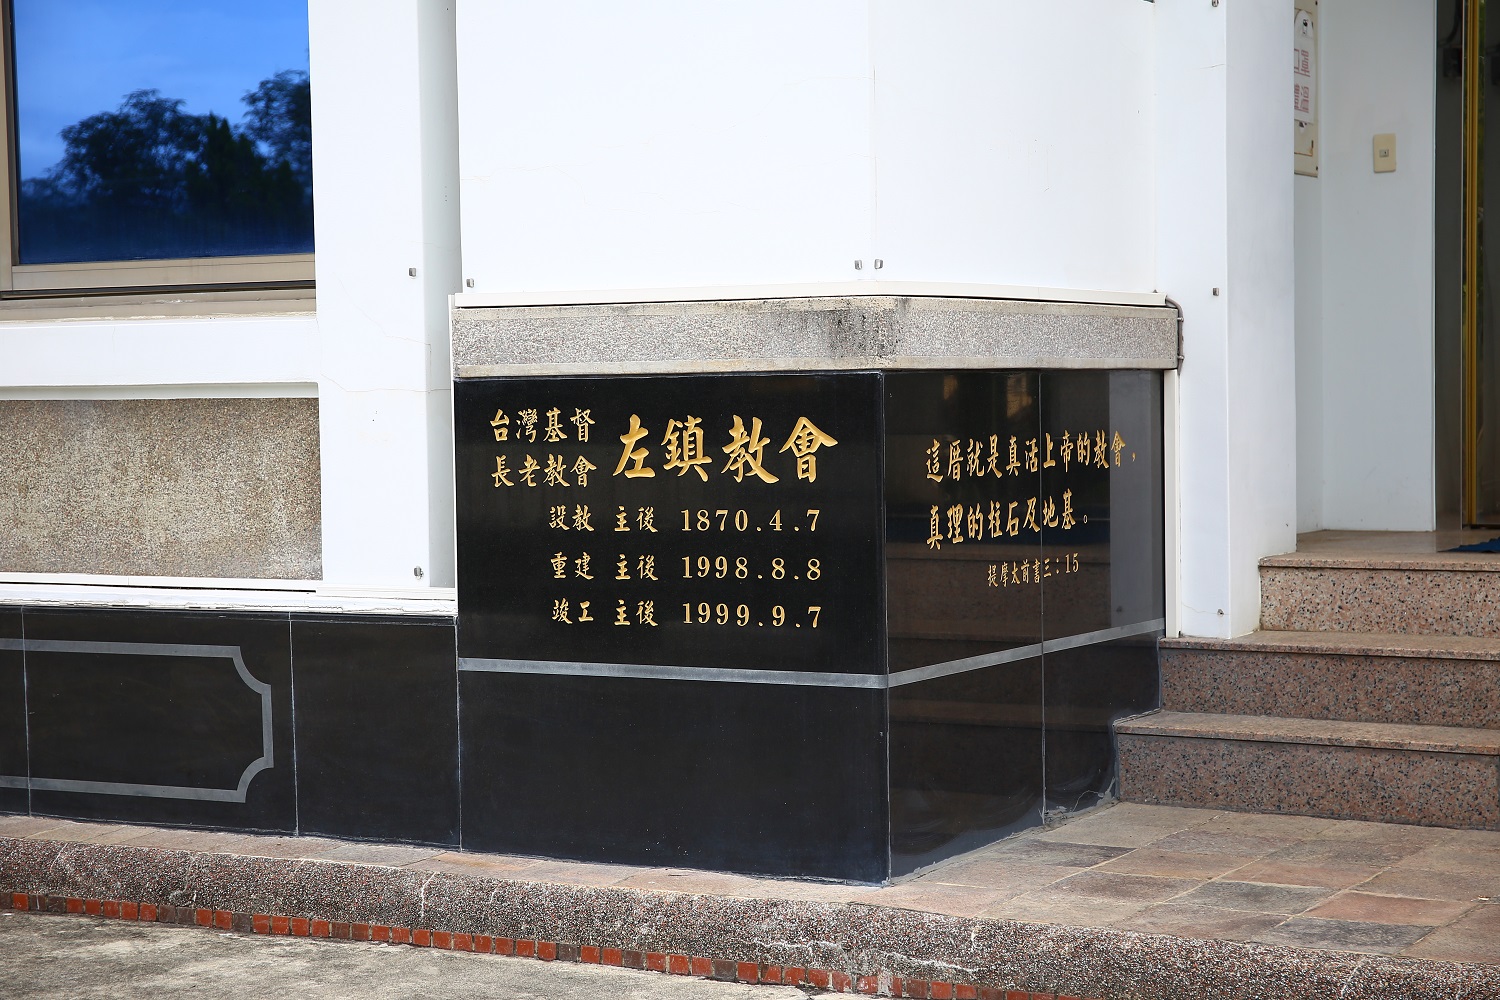 台灣基督
長老教會
左鎮教會
設教 主後 1870.4.7
重建 主後 1998.8.8
竣工 主後 1999.9.7
這厝就是真活上帝的教會，
真理的柱石及地基。
提摩太前書三：15